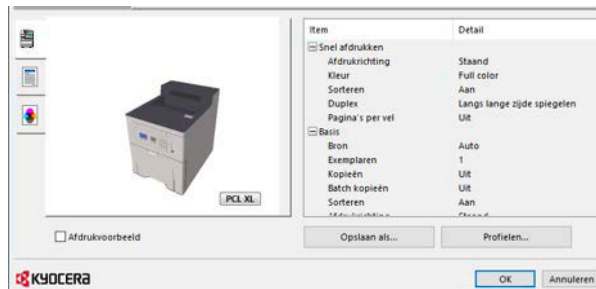 Item Detail
Snel afdrukken
Afdrukrichting Staand
Kleur Full color
Sorteren Aan
Duplex Langs lange zijde spiegelen
Pagina's per vel Uit
Basis
Bron Auto
Exemplaren 1
Kopieën Uit
Batch kopieën Uit
Sorteren Aan
Afdrukrichting Staand
PCL XL
Afdrukvoorbeeld
Opslaan als... Profielen...
KYOCERA
OK Annuleren